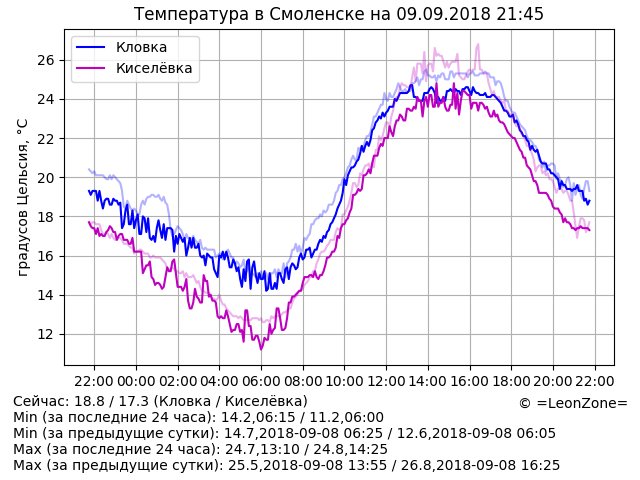 Температура в Смоленске на 09.09.2018 21:45
Кловка
Киселёвка
градусов Цельсия, °C
26
24
22
20
18
16
14
12
22:00 00:00 02:00 04:00 06:00 08:00 10:00 12:00 14:00 16:00 18:00 20:00 22:00
Сейчас: 18.8 / 17.3 (Кловка / Киселёвка)
© =LeonZone=
Min (за последние 24 часа): 14.2,06:15 / 11.2,06:00
Min (за предыдущие сутки): 14.7,2018-09-08 06:25 / 12.6,2018-09-08 06:05
Max (за последние 24 часа): 24.7,13:10 / 24.8,14:25
Max (за предыдущие сутки): 25.5,2018-09-08 13:55 / 26.8,2018-09-08 16:25